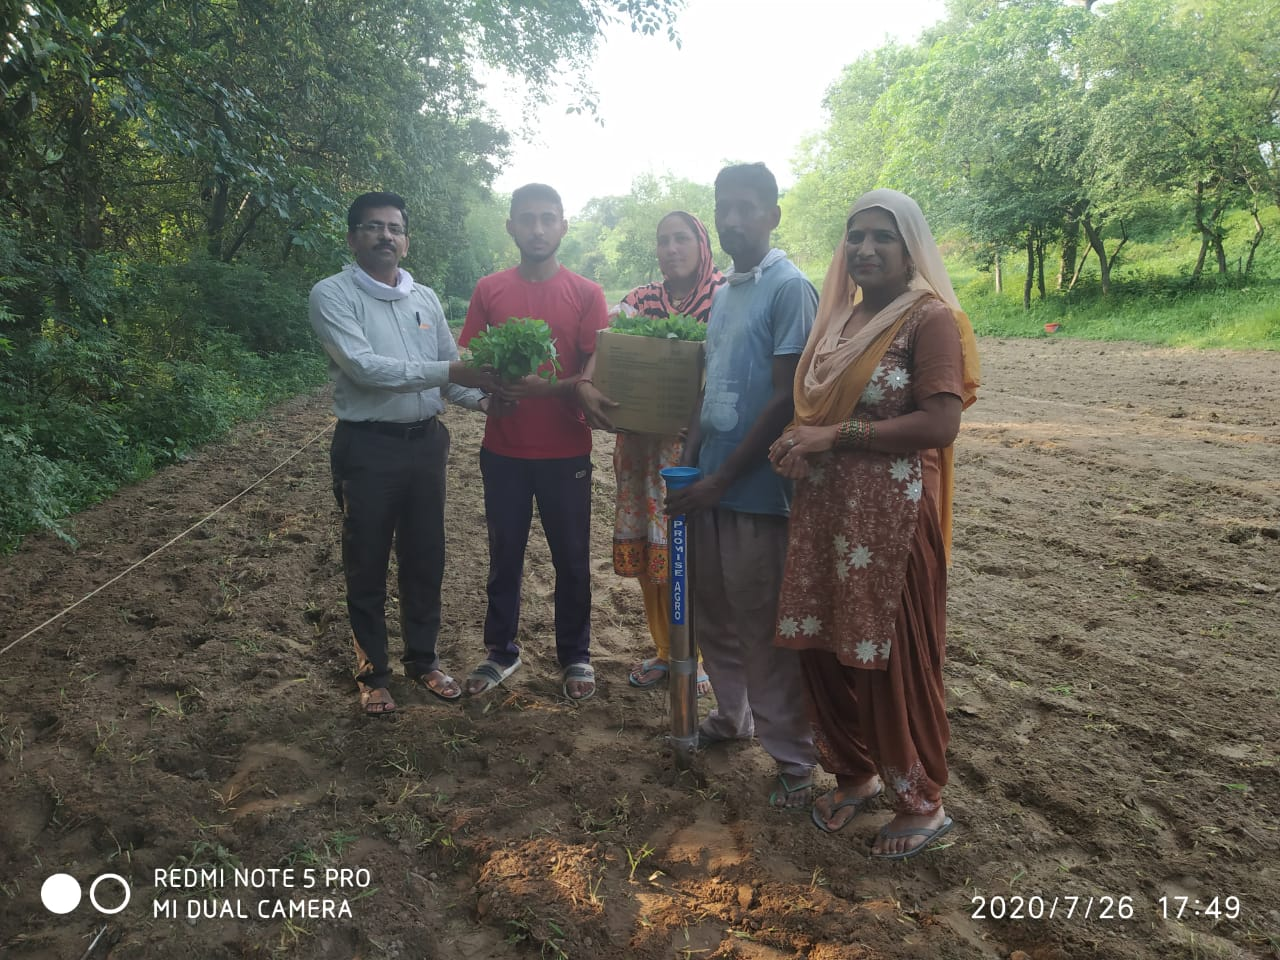 PROMISE AGRO
REDMI NOTE 5 PRO
MI DUAL CAMERA
2020/7/26 17:49